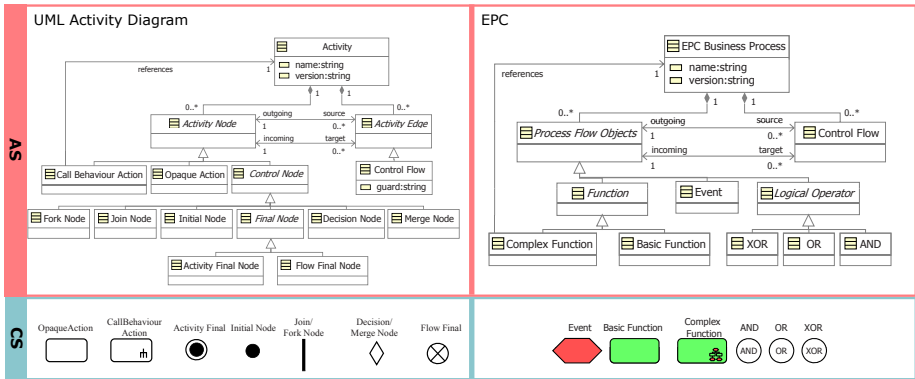 UML Activity Diagram
EPC
AS
Activity
name:string
version:string
references
1
1
1
0..*
0..*
Activity Node
outgoing
source
1
0..*
incoming
target
1
0..*
Activity Edge
Call Behaviour Action
Opaque Action
Control Node
Control Flow
guard:string
Fork Node
Join Node
Initial Node
Final Node
Decision Node
Merge Node
Activity Final Node
Flow Final Node
EPC Business Process
name:string
version:string
references
1
1
1
0..*
0..*
Process Flow Objects
outgoing
source
1
0..*
incoming
target
1
0..*
Control Flow
Function
Event
Logical Operator
Complex Function
Basic Function
XOR
OR
AND
CS
OpaqueAction
CallBehaviour
Action
Activity Final
Initial Node
Join/
Fork Node
Decision/
Merge Node
Flow Final
Event
Basic Function
Complex
Function
AND
OR
XOR
AND
OR
XOR